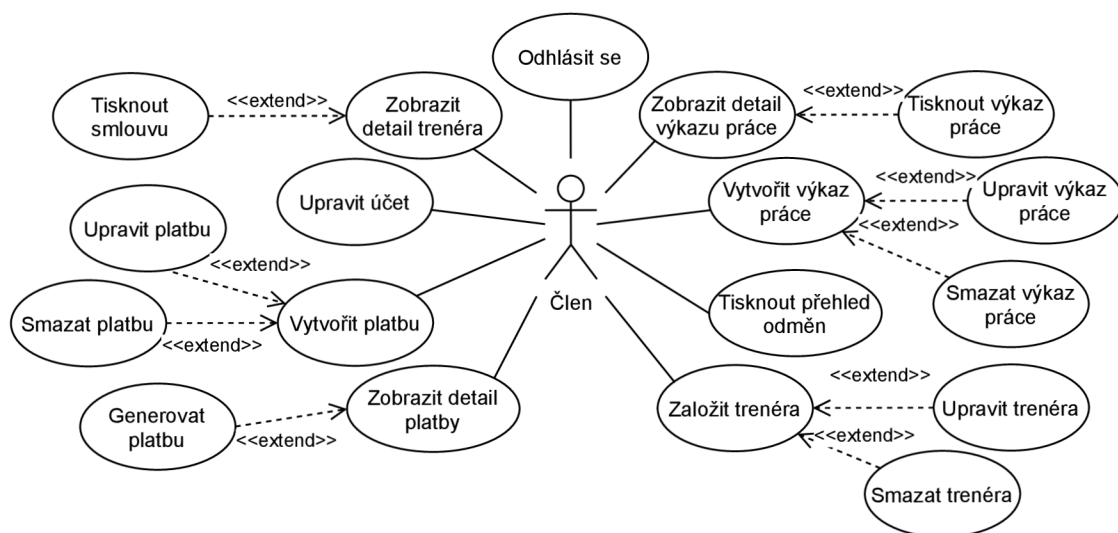 Odhlásit se
Tisknout
smlouvu
<<extend>>
Zobrazit
detail trenéra
Zobrazit detail
výkazu práce
<<extend>>
Tisknout výkaz
práce
Upravit účet
Vytvořit výkaz
práce
<<extend>>
Upravit výkaz
práce
<<extend>>
Smazat výkaz
práce
Upravit platbu
<<extend>>
Smazat platbu
<<extend>>
Vytvořit platbu
Člen
Tisknout přehled
odměn
Generovat
platbu
<<extend>>
Zobrazit detail
platby
Založit trenéra
<<extend>>
Upravit trenéra
<<extend>>
Smazat trenéra